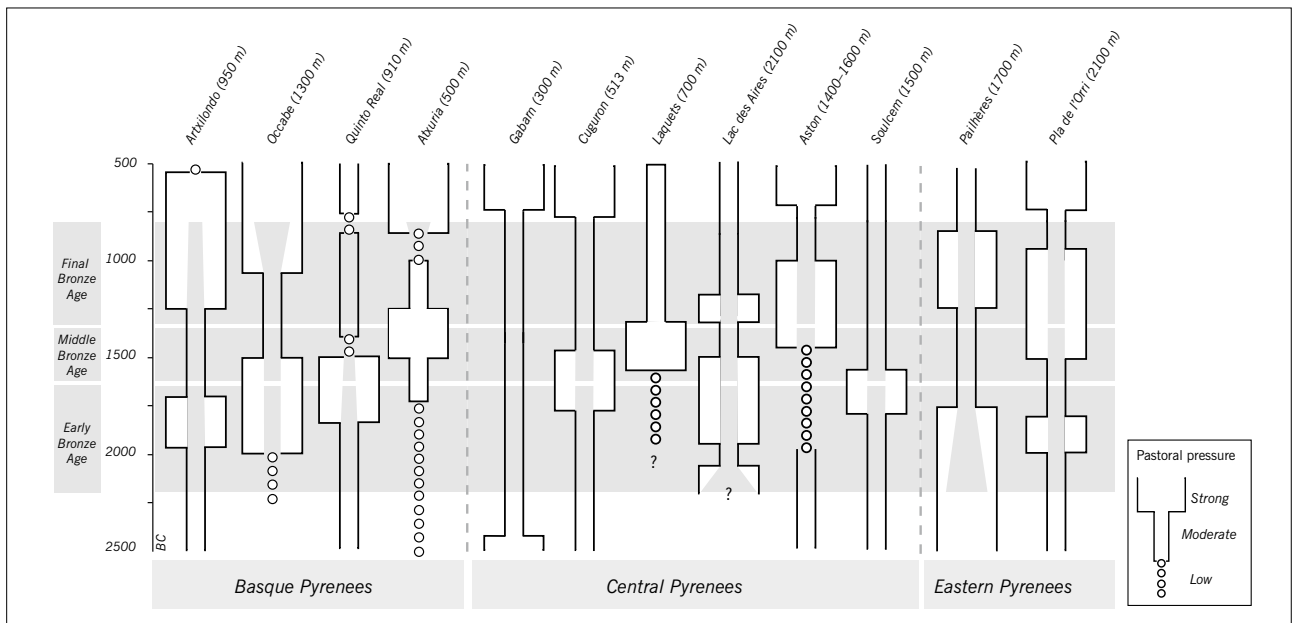 Artxilondo (950 m)
Occabe (1300 m)
Quinto Real (910 m)
Atxuria (500 m)
Gabarn (300 m)
Cuguron (513 m)
Laquets (700 m)
Lac des Aires (2100 m)
Aston (1400–1600 m)
Soulcem (1500 m)
Pailhères (1700 m)
Pla de l'Orri (2100 m)
500
1000
1500
2000
2500
BC
Final
Bronze
Age
Middle
Bronze
Age
Early
Bronze
Age
?
?
Basque Pyrenees
Central Pyrenees
Eastern Pyrenees
Pastoral pressure
Strong
Moderate
Low